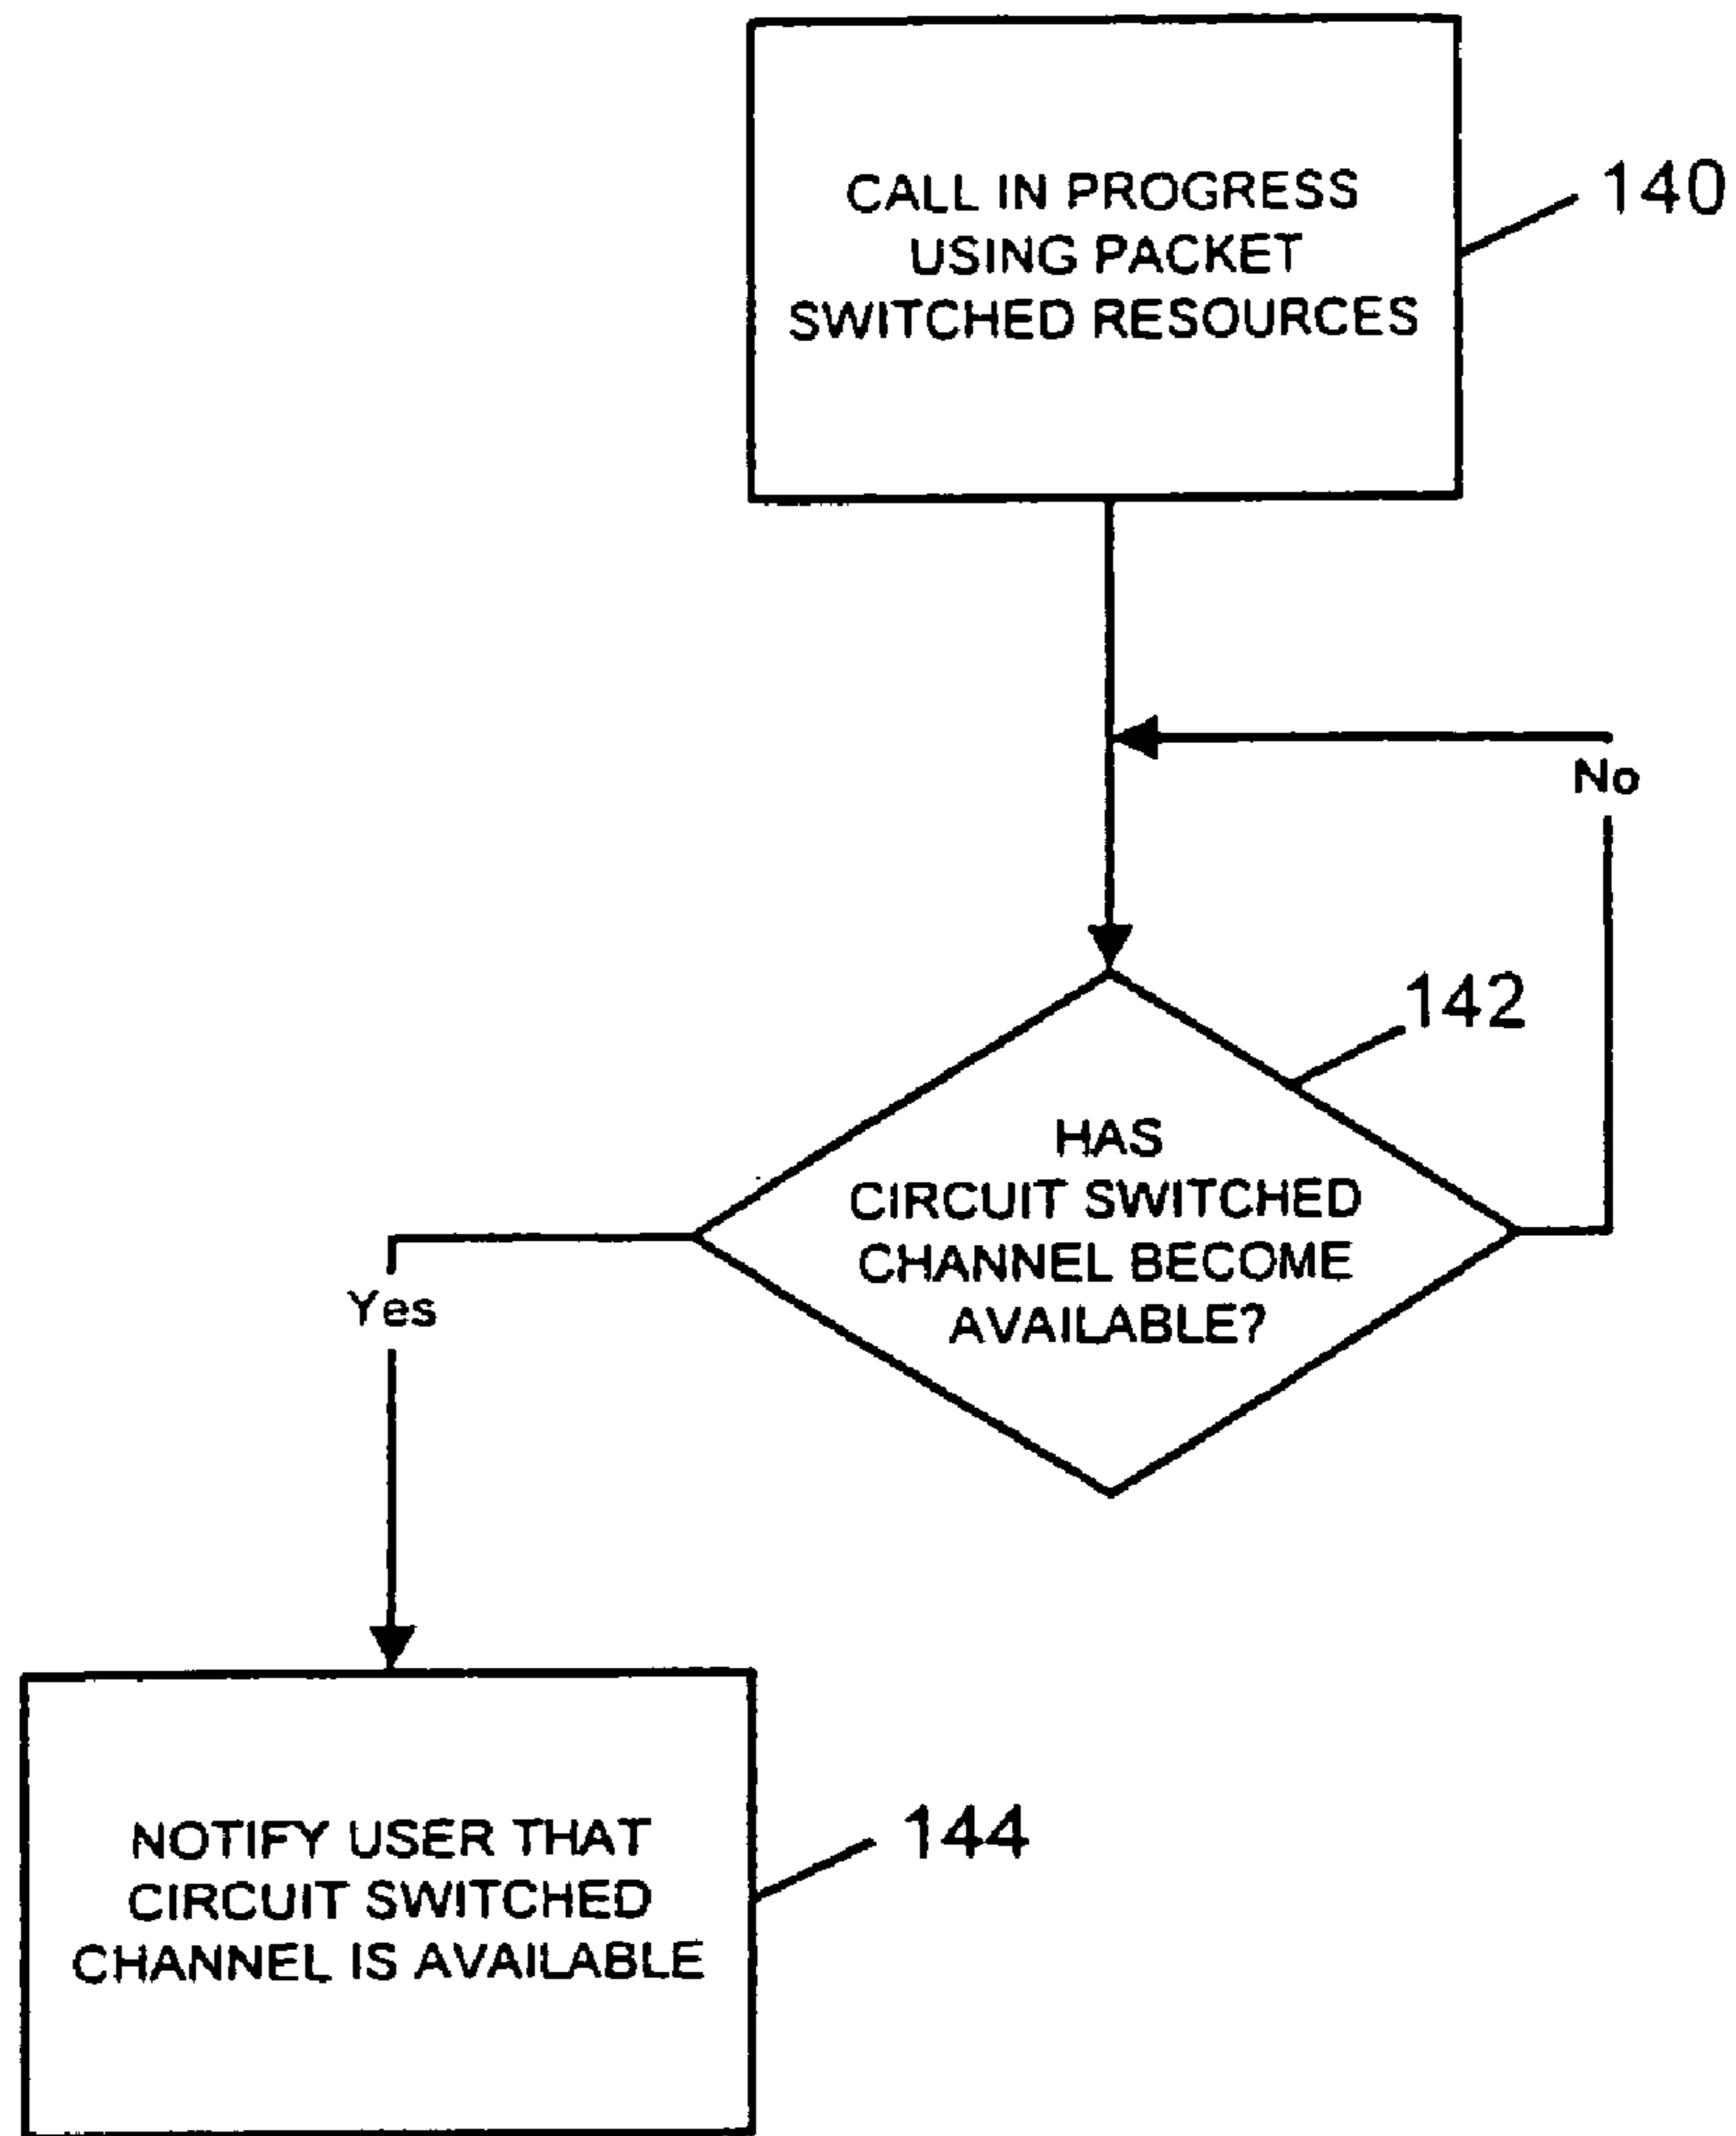 CALL IN PROGRESS
USING PACKET
SWITCHED RESOURCES
140
No
142
HAS
CIRCUIT SWITCHED
CHANNEL BECOME
AVAILABLE?
Yes
NOTIFY USER THAT
CIRCUIT SWITCHED
CHANNEL IS AVAILABLE
144